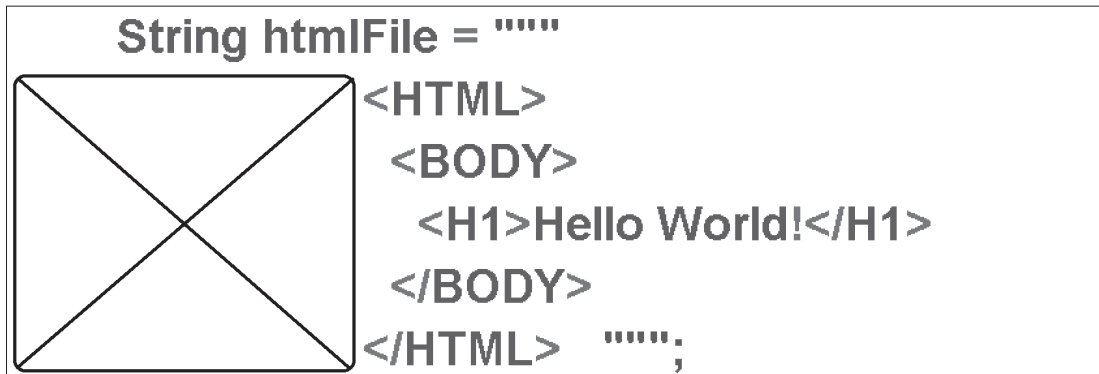 String htmlFile = """
<HTML>
<BODY>
<H1>Hello World!</H1>
</BODY>
</HTML> """;